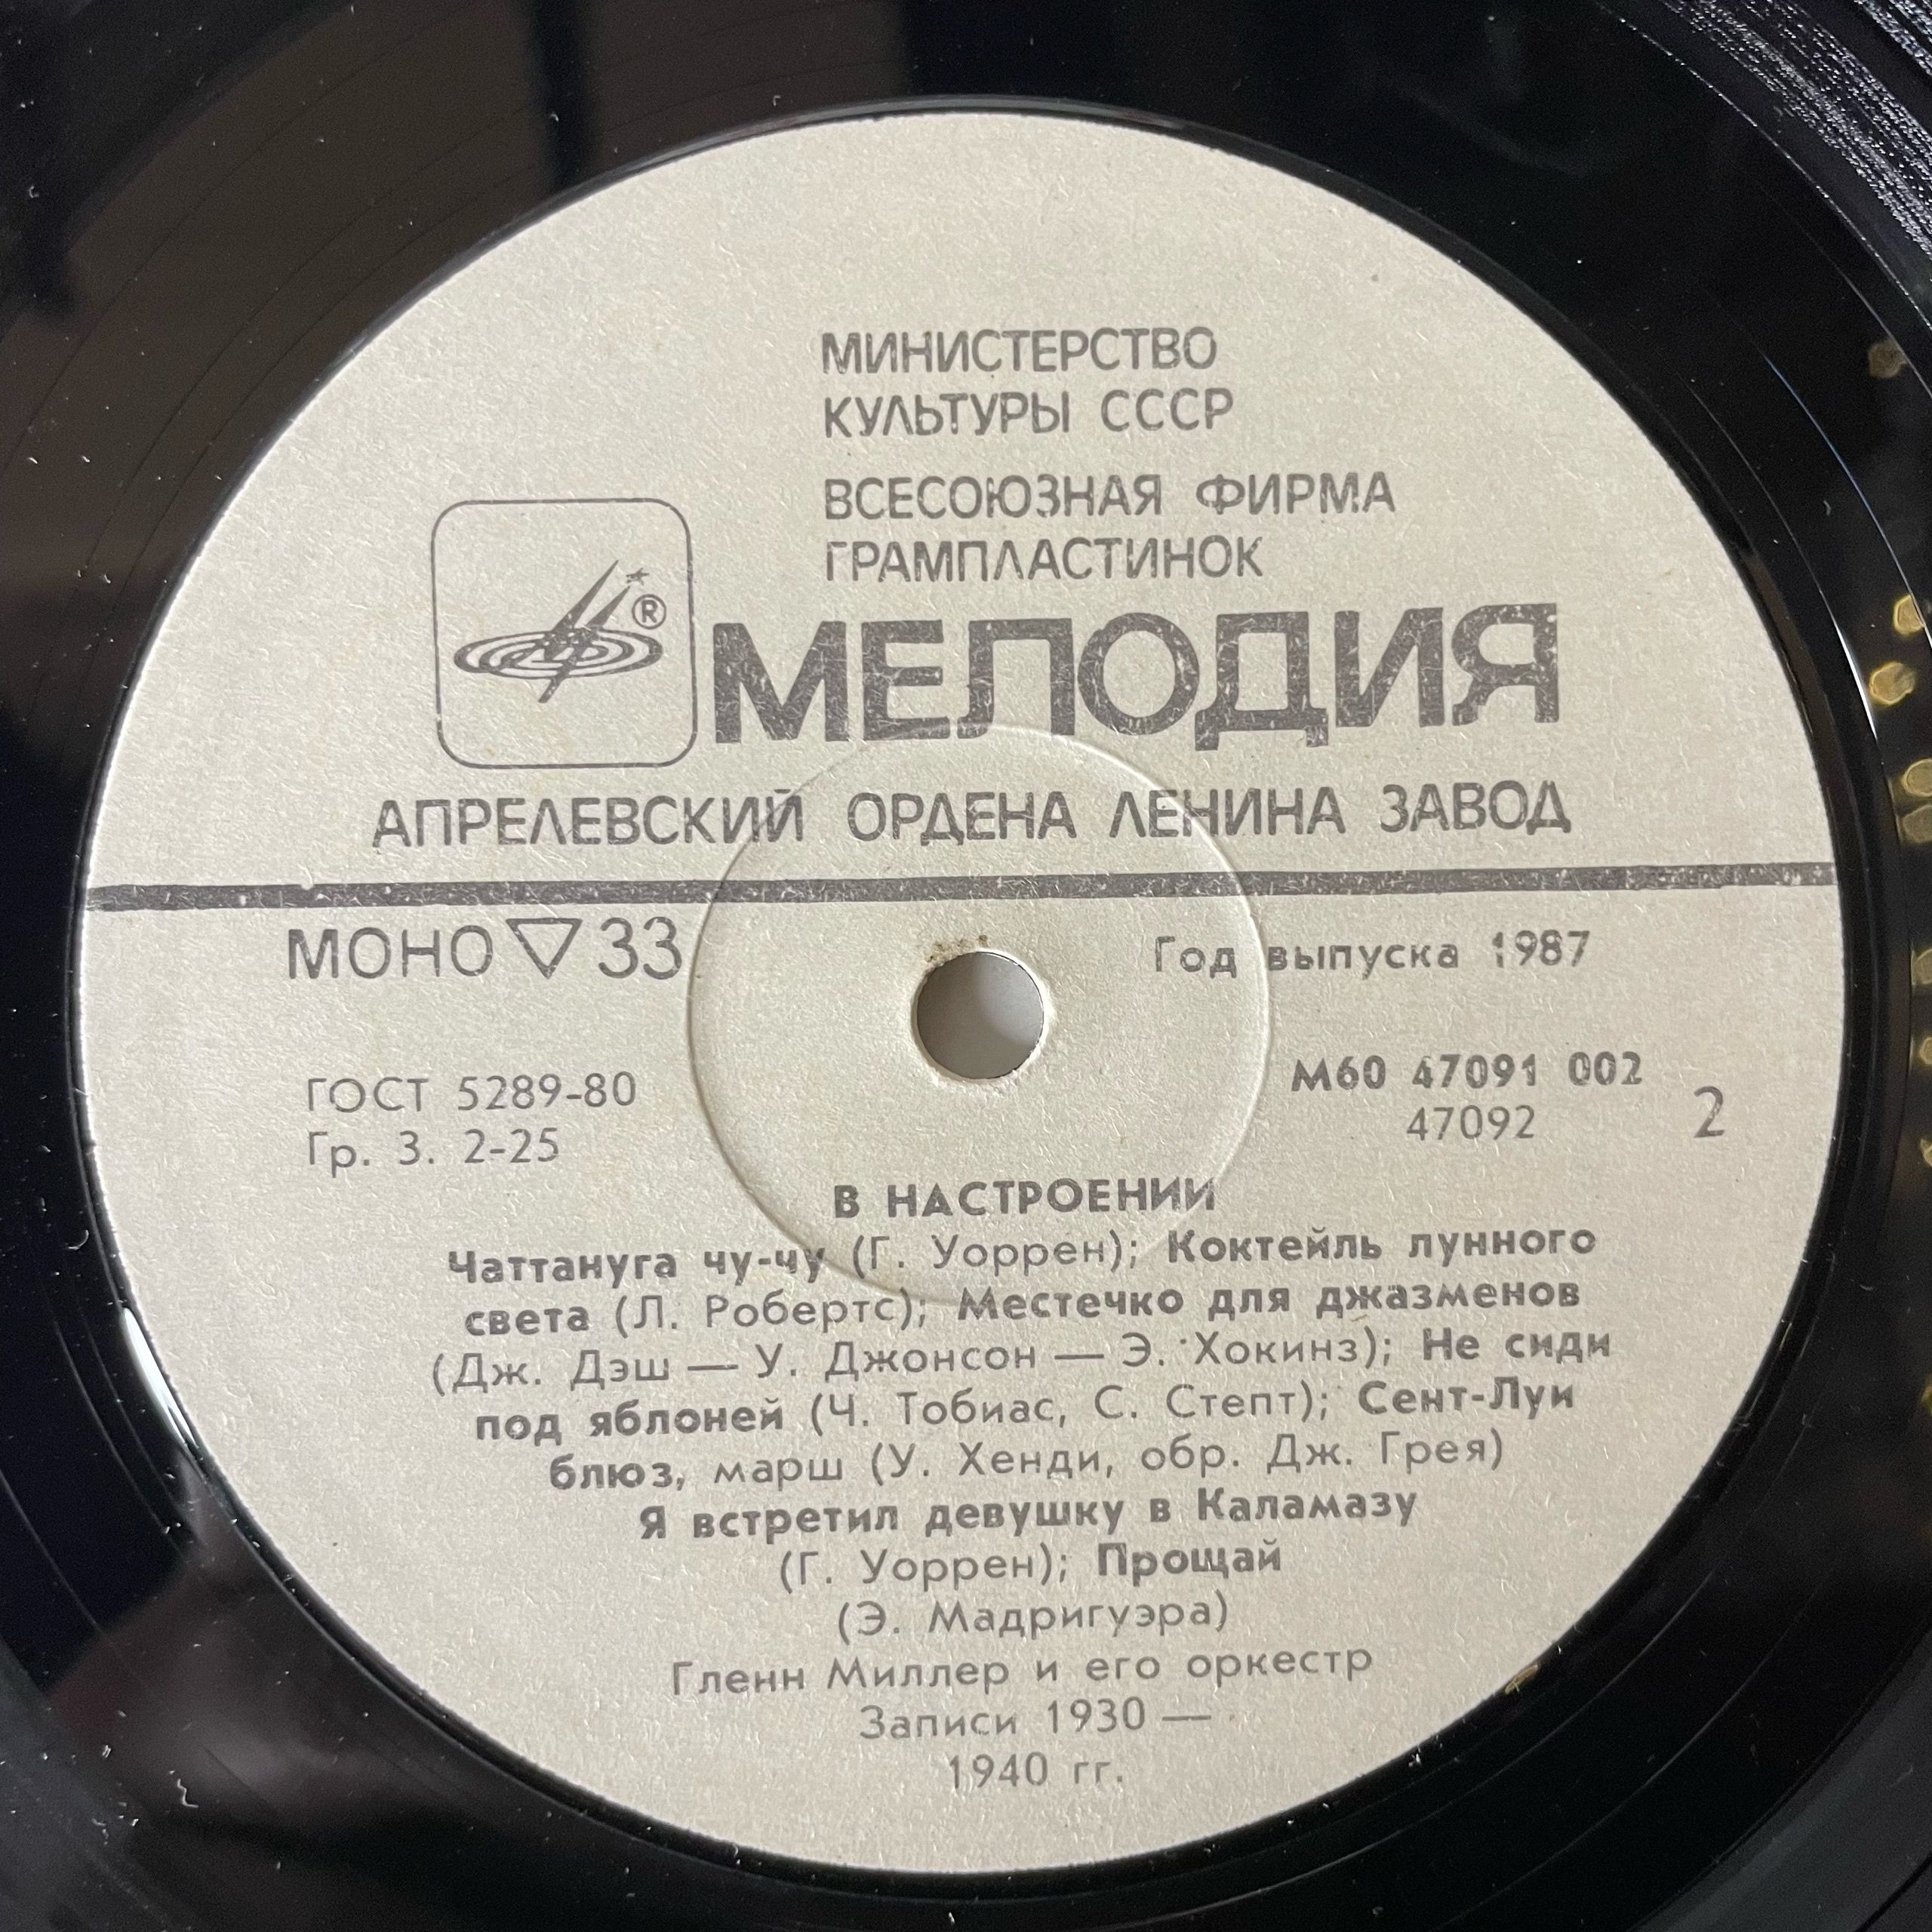 МИНИСТЕРСТВО
КУЛЬТУРЫ СССР
ВСЕСОЮЗНАЯ ФИРМА
ГРАМПЛАСТИНОК
®
МЕЛОДИЯ
АПРЕЛЕВСКИЙ ОРДЕНА ЛЕНИНА ЗАВОД
МОНО ▽ 33
Год выпуска 1987
ГОСТ 5289-80
Гр. 3. 2-25
М60 47091 002
47092
2
В НАСТРОЕНИИ
Чаттануга чу-чу (Г. Уоррен); Коктейль лунного
света (Л. Робертс); Местечко для джазменов
(Дж. Дэш — У. Джонсон — Э. Хокинз); Не сиди
под яблоней (Ч. Тобиас, С. Степт); Сент-Луи
блюз, марш (У. Хенди, обр. Дж. Грея)
Я встретил девушку в Каламазу
(Г. Уоррен); Прощай
(Э. Мадригуэра)
Гленн Миллер и его оркестр
Записи 1930 —
1940 гг.